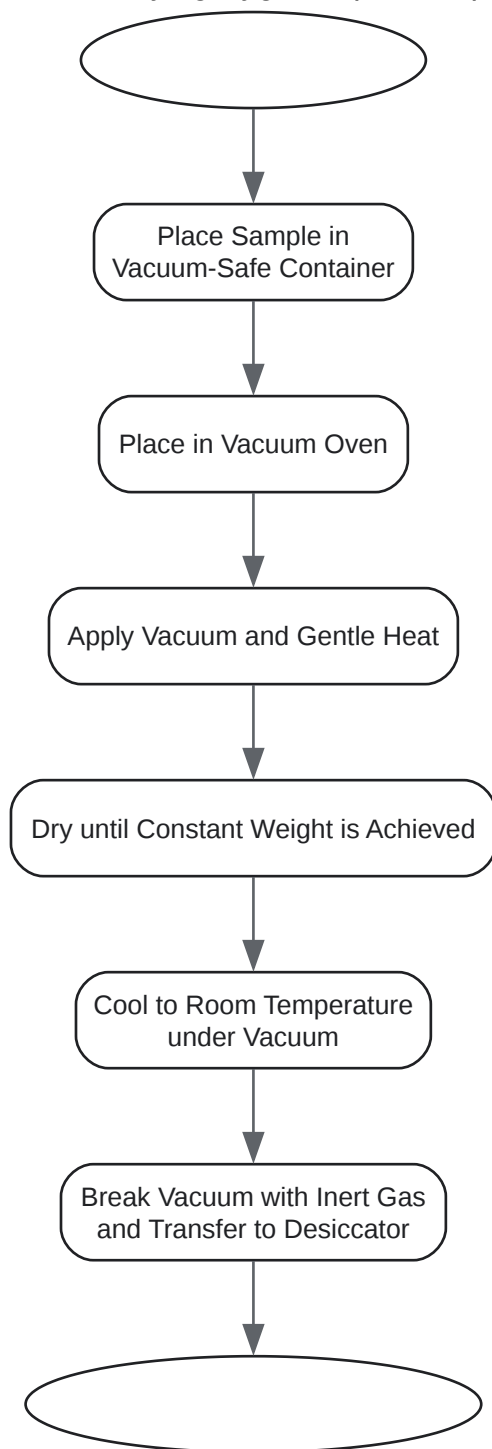 Place Sample in
Vacuum-Safe Container
Place in Vacuum Oven
Apply Vacuum and Gentle Heat
Dry until Constant Weight is Achieved
Cool to Room Temperature
under Vacuum
Break Vacuum with Inert Gas
and Transfer to Desiccator